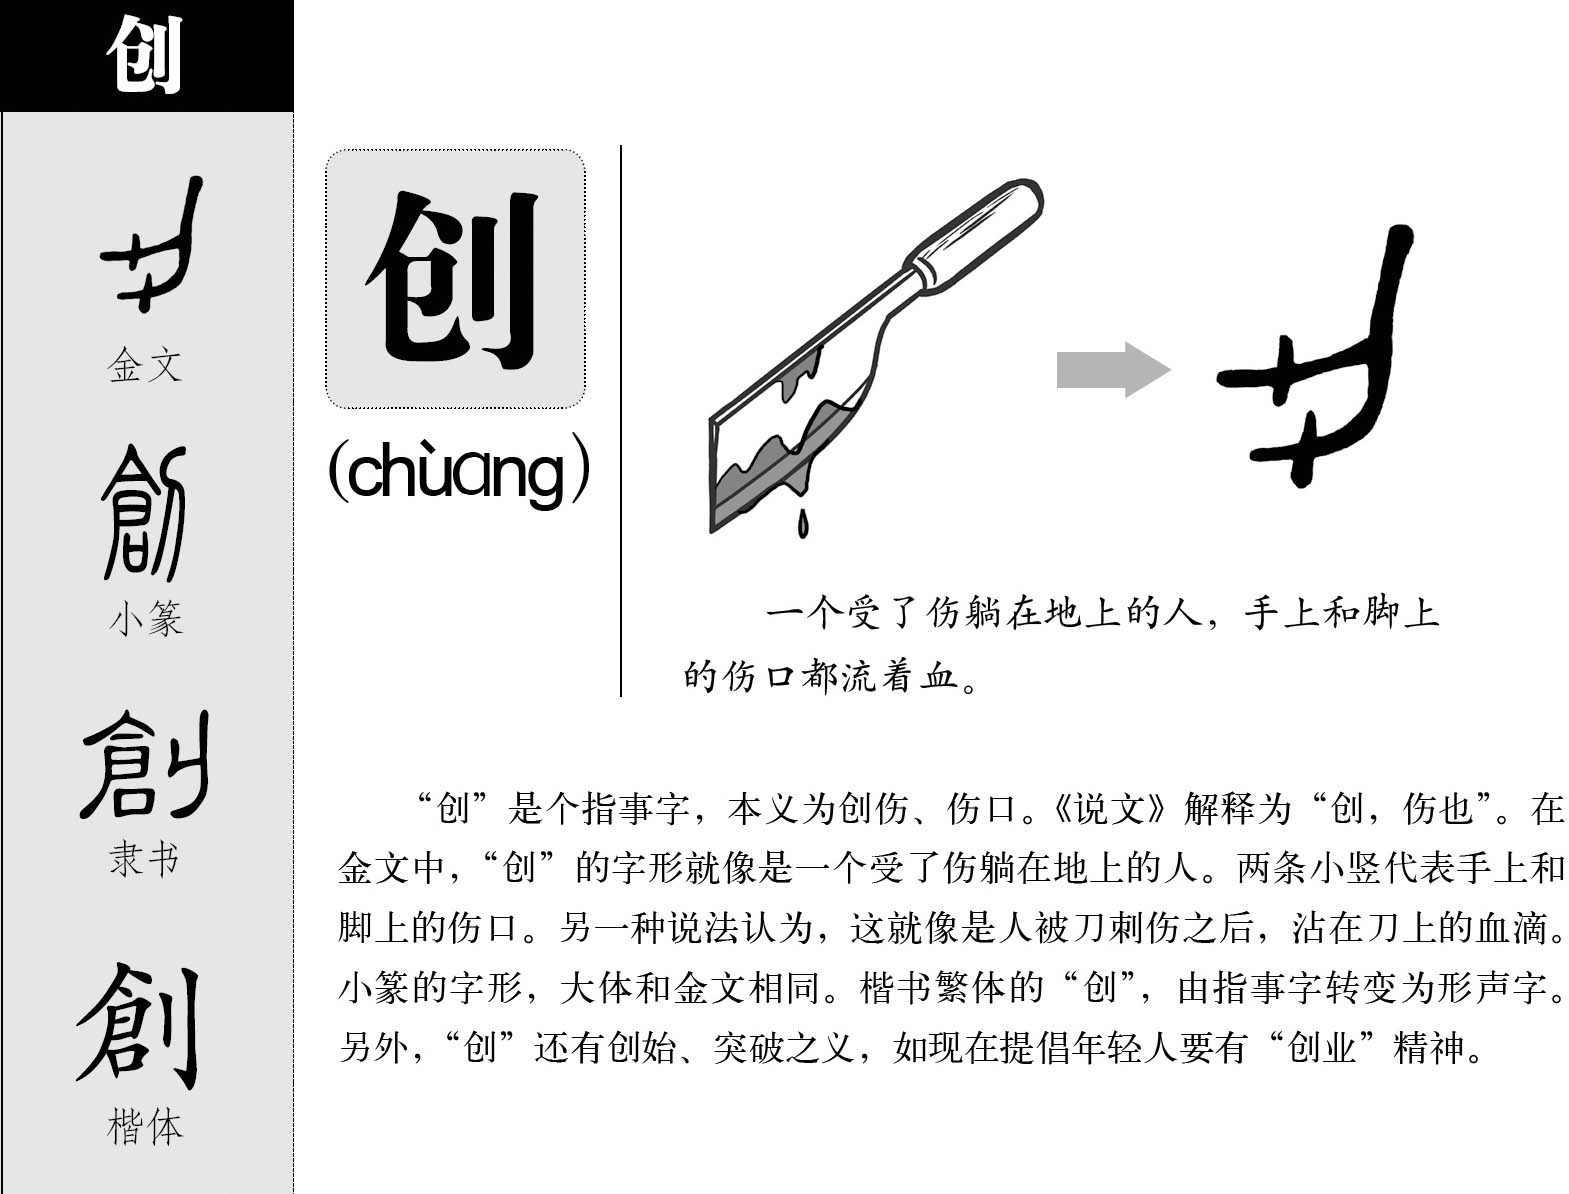 创
金文
創
小篆
創
隶书
創
楷体
创
(chùang)
一个受了伤躺在地上的人，手上和脚上
的伤口都流着血。
“创”是个指事字，本义为创伤、伤口。《说文》解释为“创，伤也”。在
金文中，“创”的字形就像是一个受了伤躺在地上的人。两条小竖代表手上和
脚上的伤口。另一种说法认为，这就像是人被刀刺伤之后，沾在刀上的血滴。
小篆的字形，大体和金文相同。楷书繁体的“创”，由指事字转变为形声字。
另外，“创”还有创始、突破之义，如现在提倡年轻人要有“创业”精神。